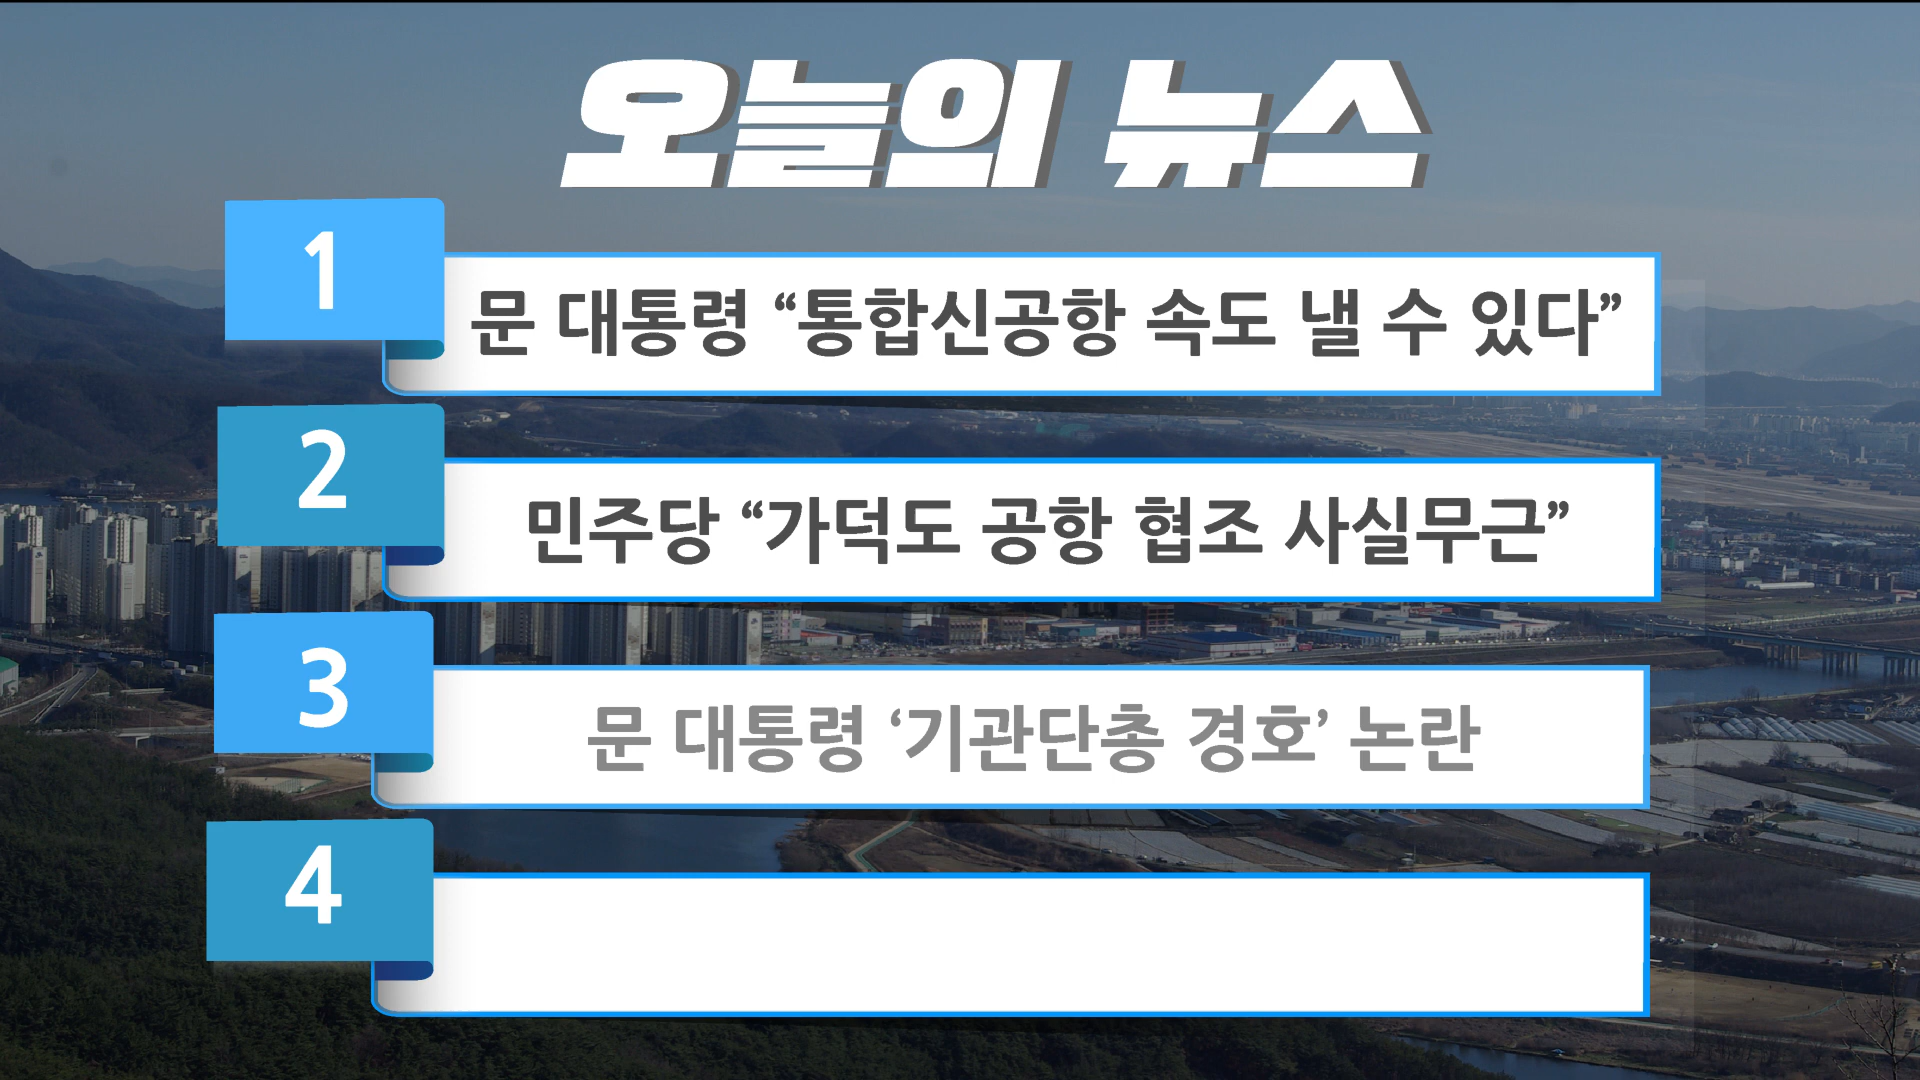 오늘의 뉴스
1
문 대통령 “통합신공항 속도 낼 수 있다”
2
민주당 “가덕도 공항 협조 사실무근”
3
문 대통령 ‘기관단총 경호’ 논란
4